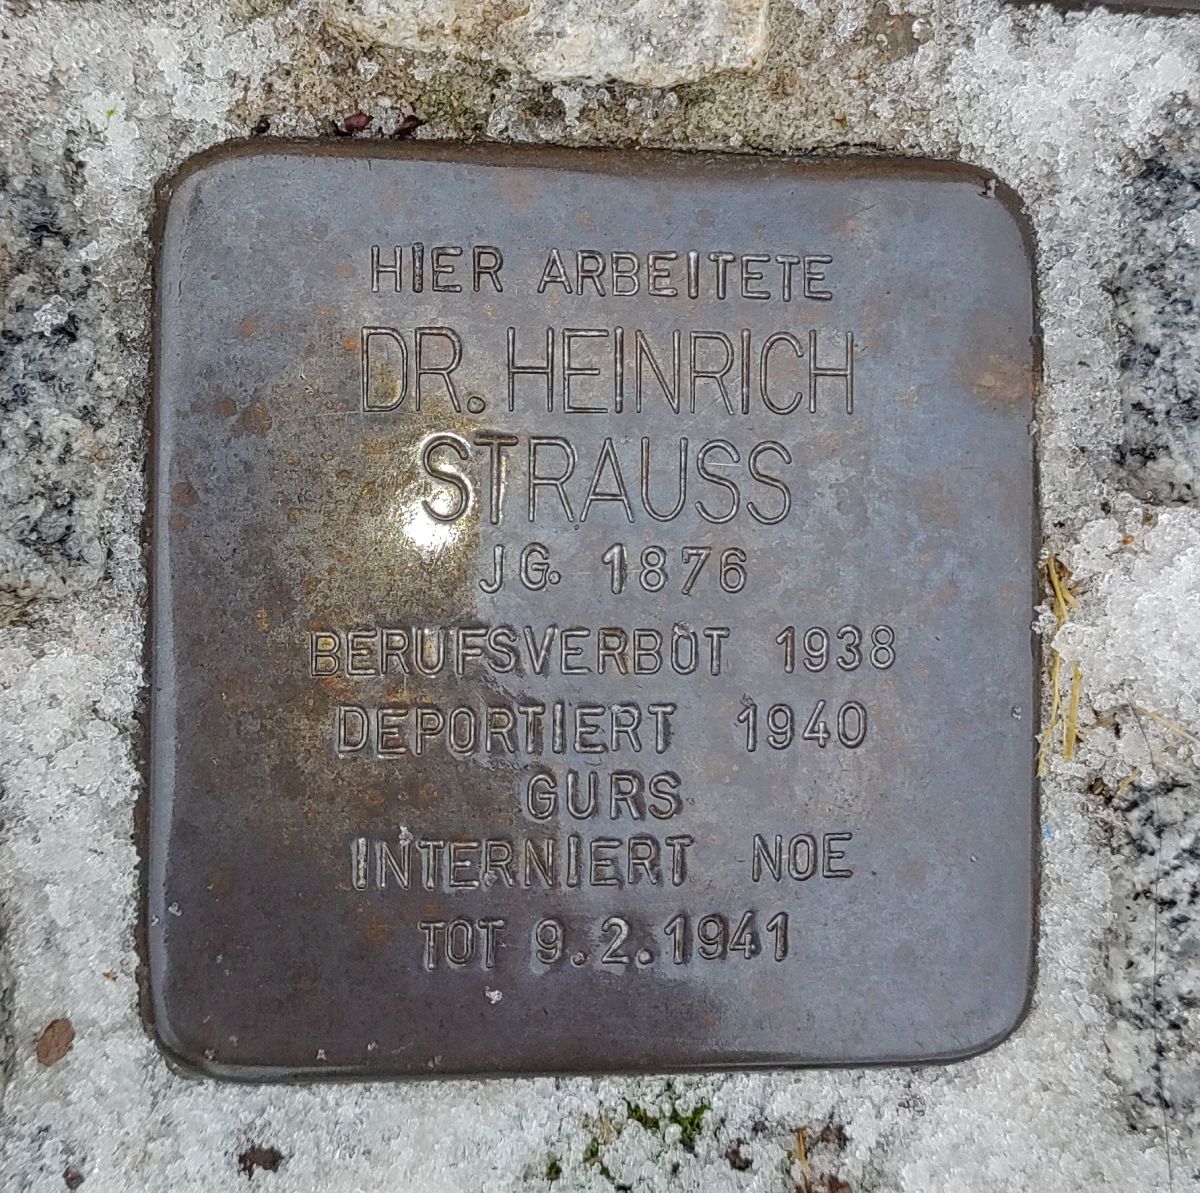 HIER ARBEITETE
DR. HEINRICH
STRAUSS
JG. 1876
BERUFSVERBOT 1938
DEPORTIERT 1940
GURS
INTERNIERT NOE
TOT 9.2.1941